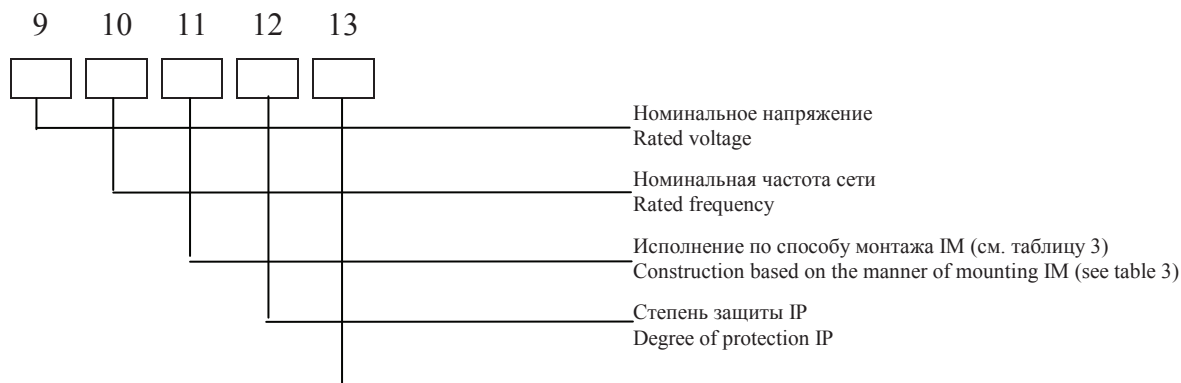 9 10 11 12 13
Номинальное напряжение
Rated voltage
Номинальная частота сети
Rated frequency
Исполнение по способу монтажа IM (см. таблицу 3)
Construction based on the manner of mounting IM (see table 3)
Степень защиты IP
Degree of protection IP